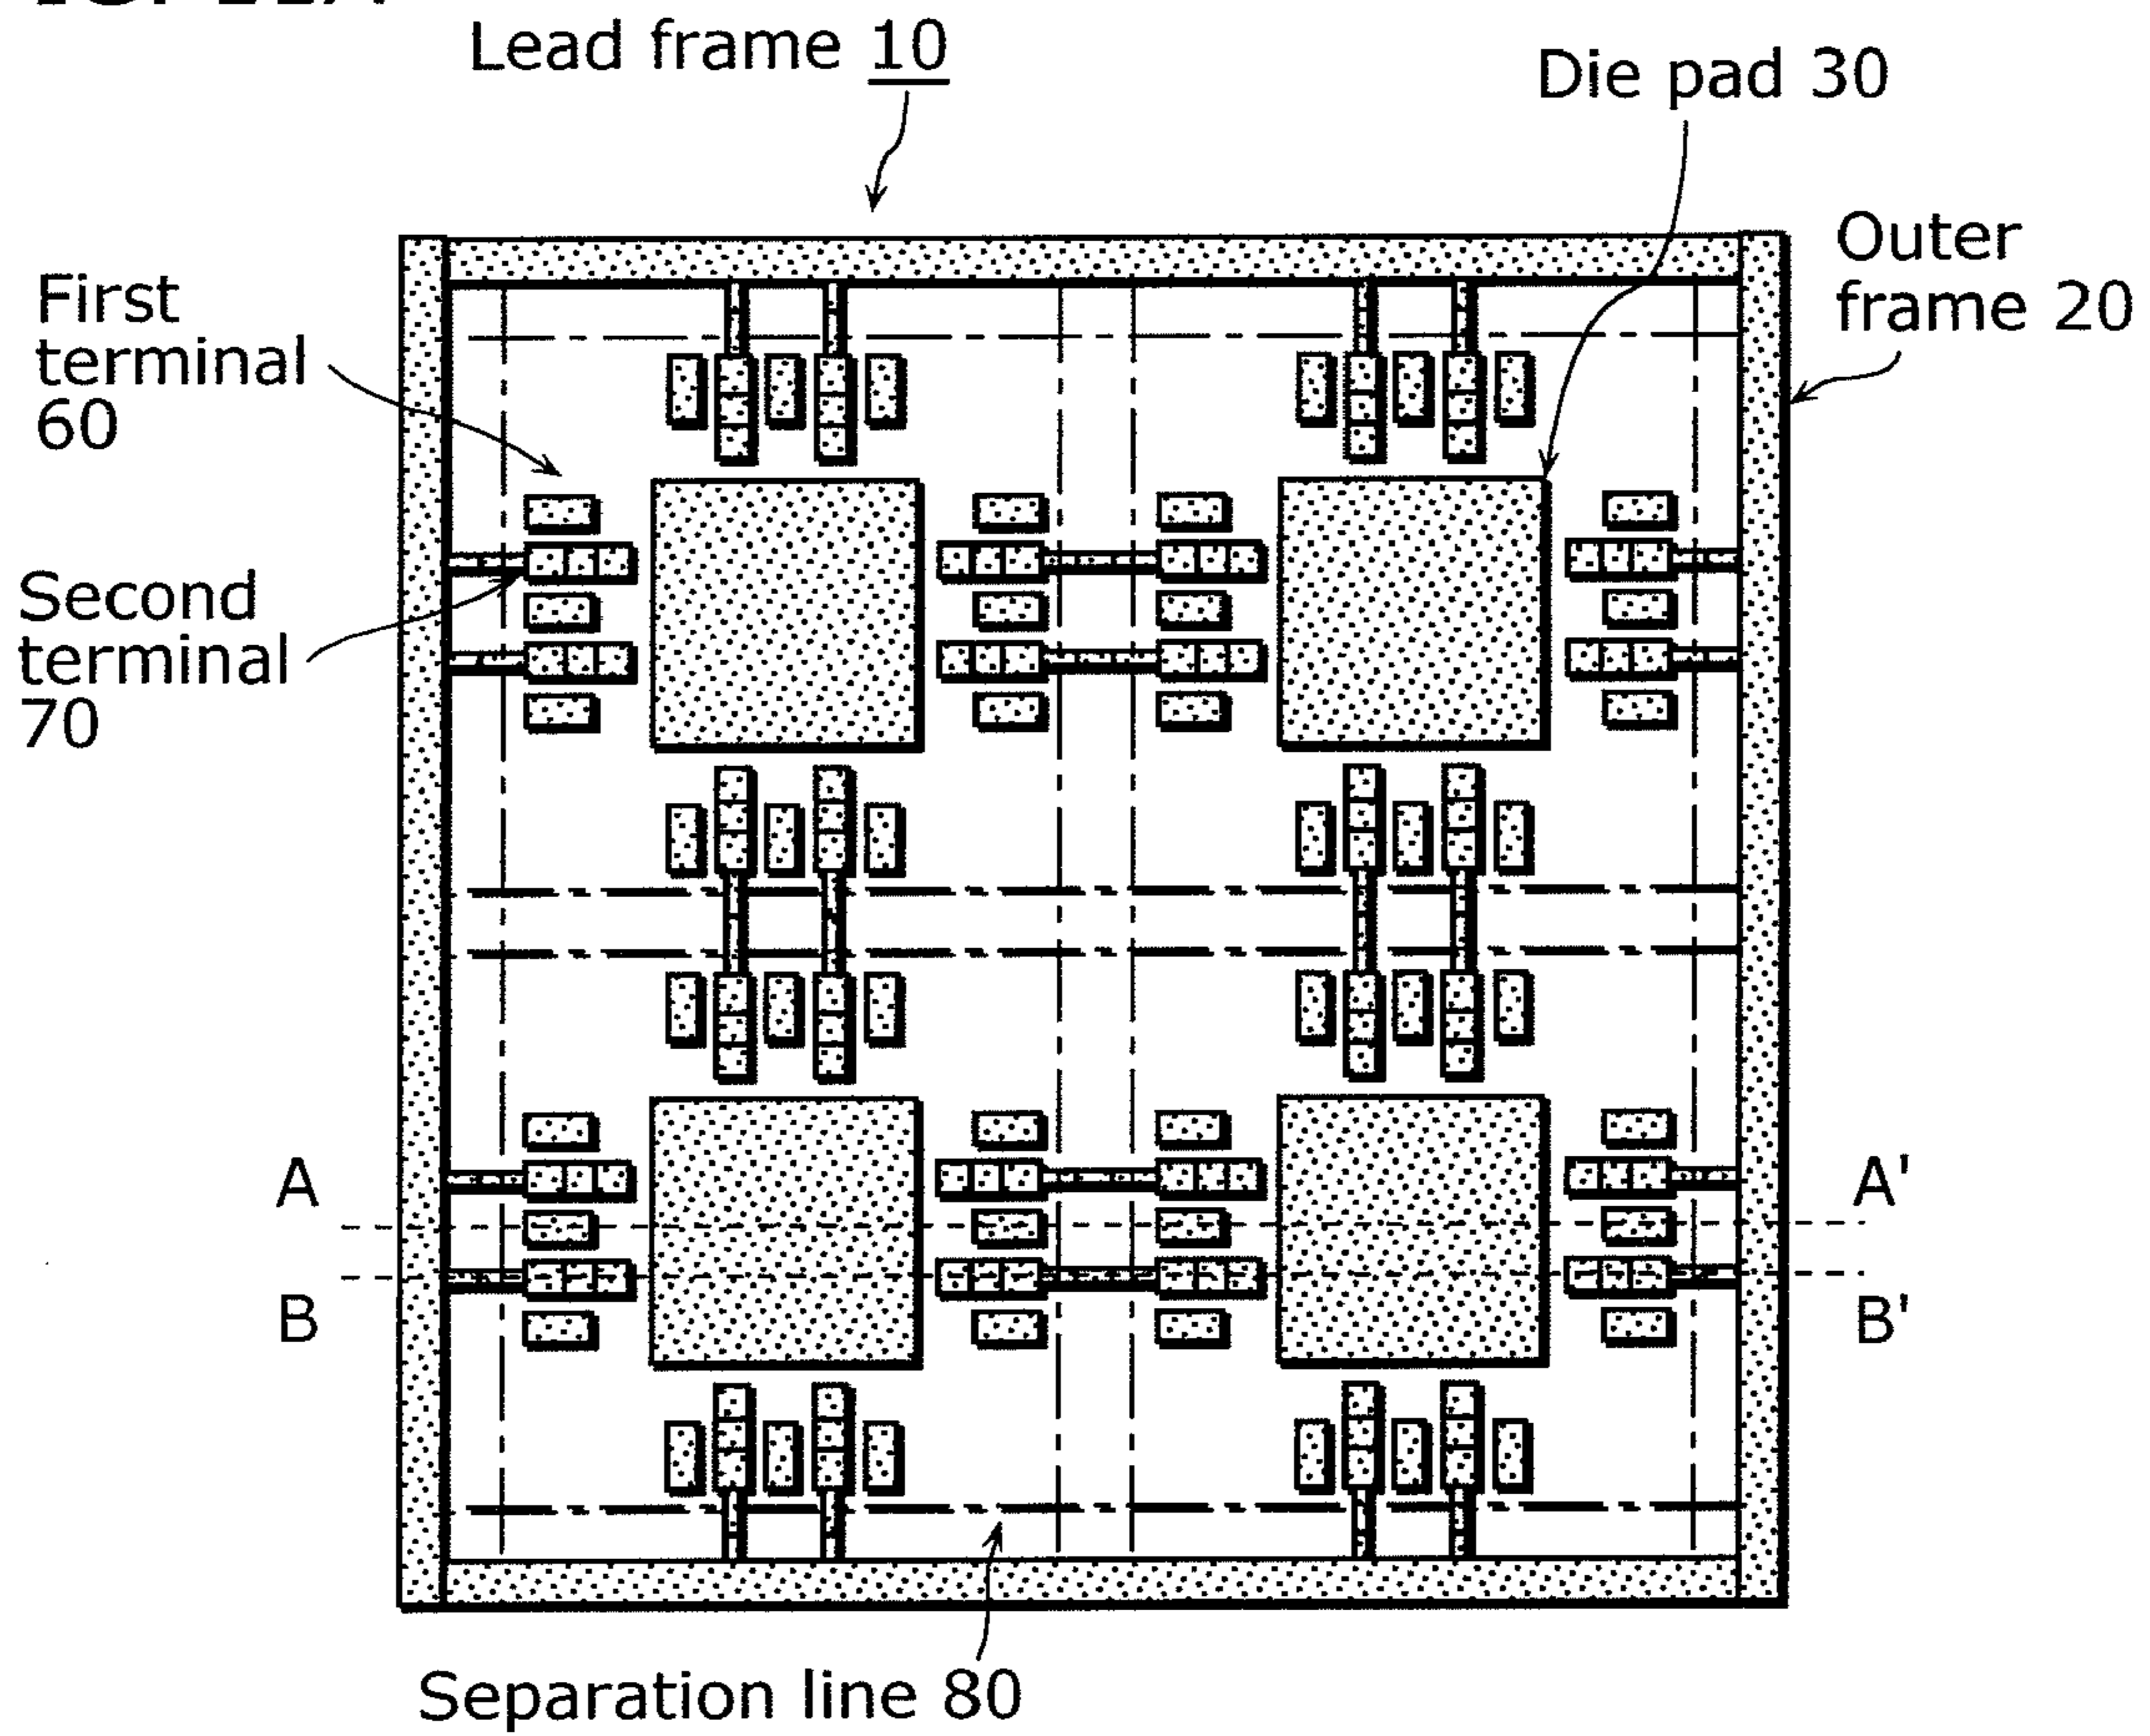 Lead frame 10
Die pad 30
Outer
frame 20
First
terminal
60
Second
terminal
70
A
A'
B
B'
Separation line 80